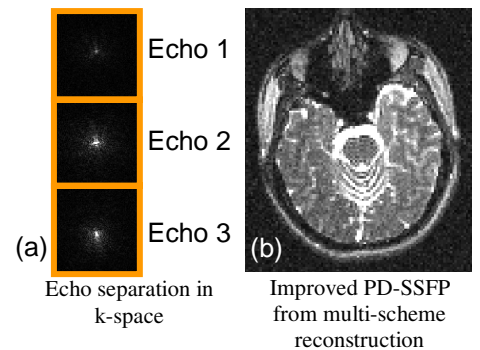 Echo 1
Echo 2
Echo 3
(a)
(b)
Echo separation in
k-space
Improved PD-SSFP
from multi-scheme
reconstruction